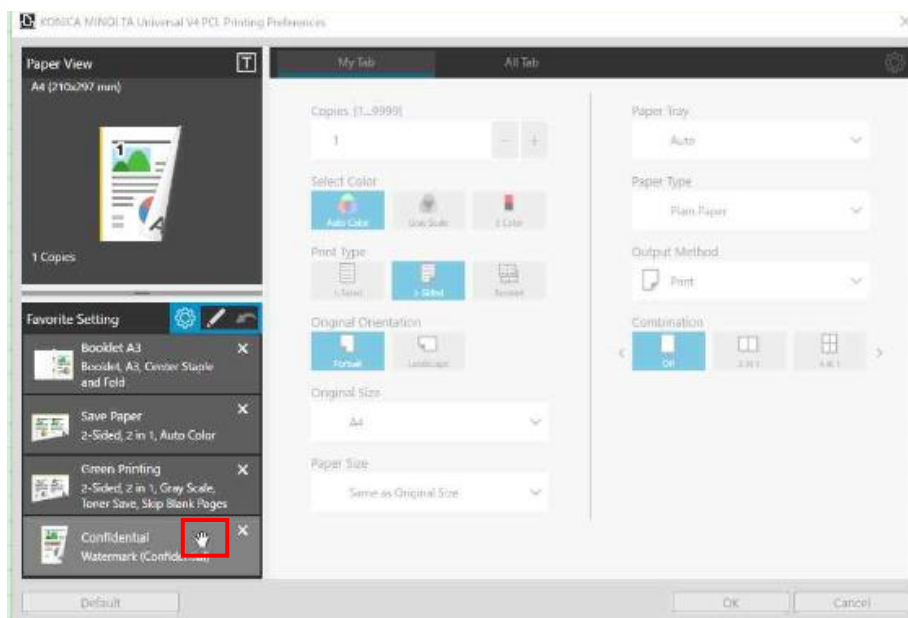 KONICA MINOLTA Universal V4 PCL Printing Preferences
Paper View
T
A4 (210x297 mm)
1
1 Copies
Favorite Setting
Booklet A3
Booklet, A3, Center Staple
and Fold
Save Paper
2-Sided, 2 in 1, Auto Color
Green Printing
2-Sided, 2 in 1, Gray Scale,
Toner Save, Skip Blank Pages
Confidential
Watermark (Confidential)
My Tab
All Tab
Copies (1...9999)
1
Select Color
Auto Color
Gray Scale
2 Color
Print Type
1-Sided
2-Sided
Booklet
Original Orientation
Portrait
Landscape
Original Size
A4
Paper Size
Same as Original Size
Paper Tray
Auto
Paper Type
Plain Paper
Output Method
Print
Combination
Off
2 in 1
4 in 1
Default
OK
Cancel